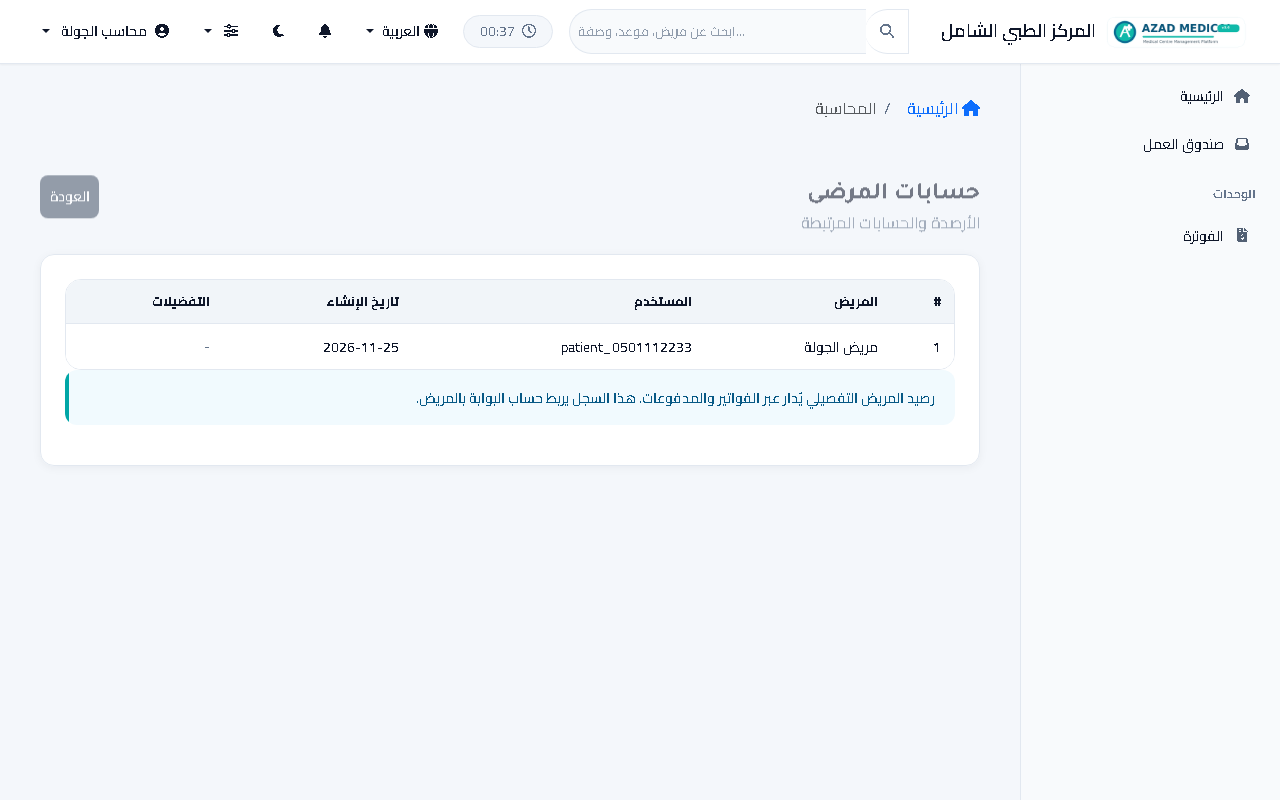 AZAD MEDICAL
Medical Centre Management Platform
المركز الطبي الشامل
ابحث عن مريض، موعد، وصفة...
00:37
العربية
محاسب الجولة
الرئيسية
صندوق العمل
الوحدات
الفوترة
الرئيسية / المحاسبة
حسابات المرضى
العودة
الأرصدة والحسابات المرتبطة
# المريض المستخدم تاريخ الإنشاء التفضيلات
1 مريض الجولة patient_0501112233 2026-11-25 -
رصيد المريض التفصيلي يُدار عبر الفواتير والمدفوعات. هذا السجل يربط حساب البوابة بالمريض.